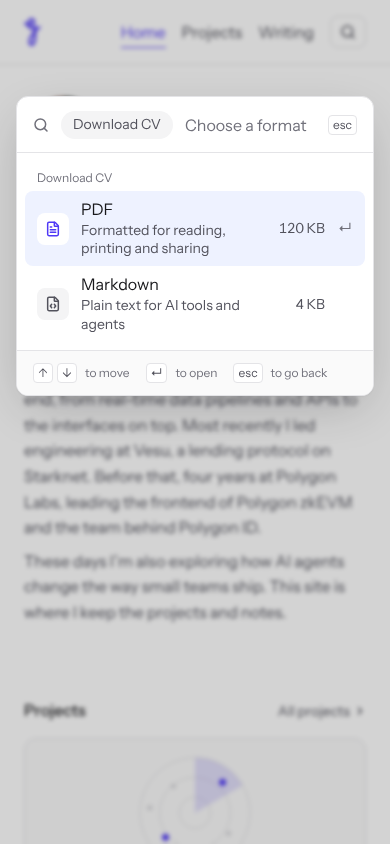 Home Projects Writing
Download CV Choose a format esc
Download CV
PDF
Formatted for reading,
printing and sharing
120 KB
Markdown
Plain text for AI tools and
agents
4 KB
to move to open esc to go back
end, from real-time data pipelines and APIs to
the interfaces on top. Most recently I led
engineering at Vesu, a lending protocol on
Starknet. Before that, four years at Polygon
Labs, leading the frontend of Polygon zkEVM
and the team behind Polygon ID.
These days I'm also exploring how AI agents
change the way small teams ship. This site is
where I keep the projects and notes.
Projects All projects